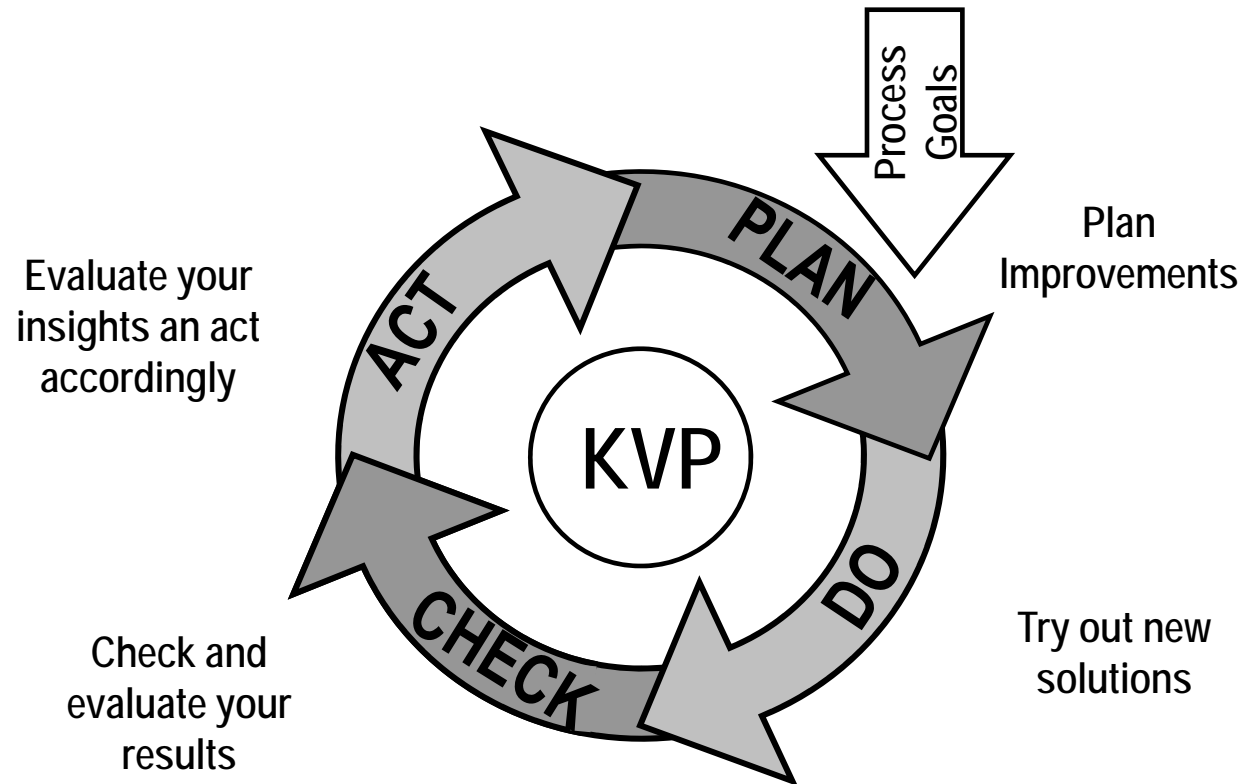 Process
Goals
PLAN
Plan
Improvements
DO
Try out new
solutions
CHECK
Check and
evaluate your
results
ACT
Evaluate your
insights an act
accordingly
KVP